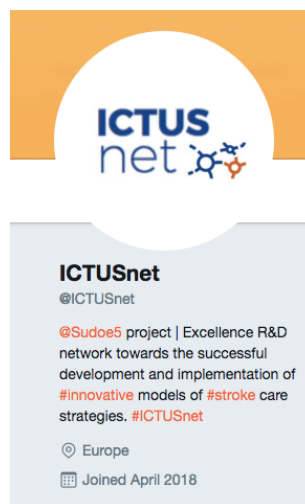 ICTUS
net
ICTUSnet
@ICTUSnet
@Sudoe5 project | Excellence R&D
network towards the successful
development and implementation of
#innovative models of #stroke care
strategies. #ICTUSnet
Europe
Joined April 2018